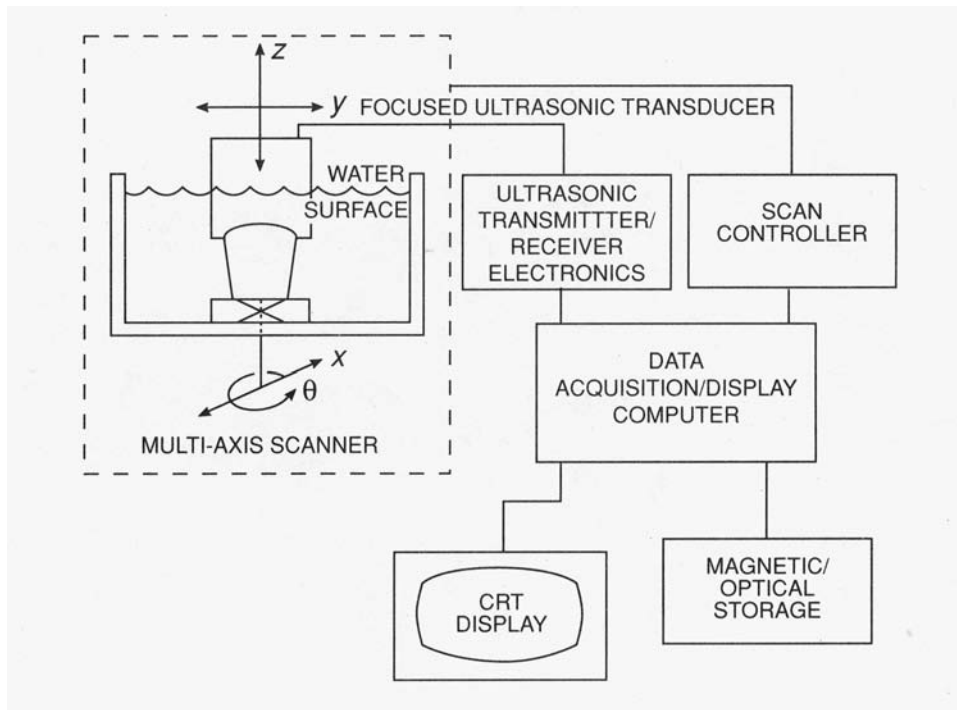 z
y
FOCUSED ULTRASONIC TRANSDUCER
WATER
SURFACE
x
θ
MULTI-AXIS SCANNER
ULTRASONIC
TRANSMITTTER/
RECEIVER
ELECTRONICS
SCAN
CONTROLLER
DATA
ACQUISITION/DISPLAY
COMPUTER
CRT
DISPLAY
MAGNETIC/
OPTICAL
STORAGE